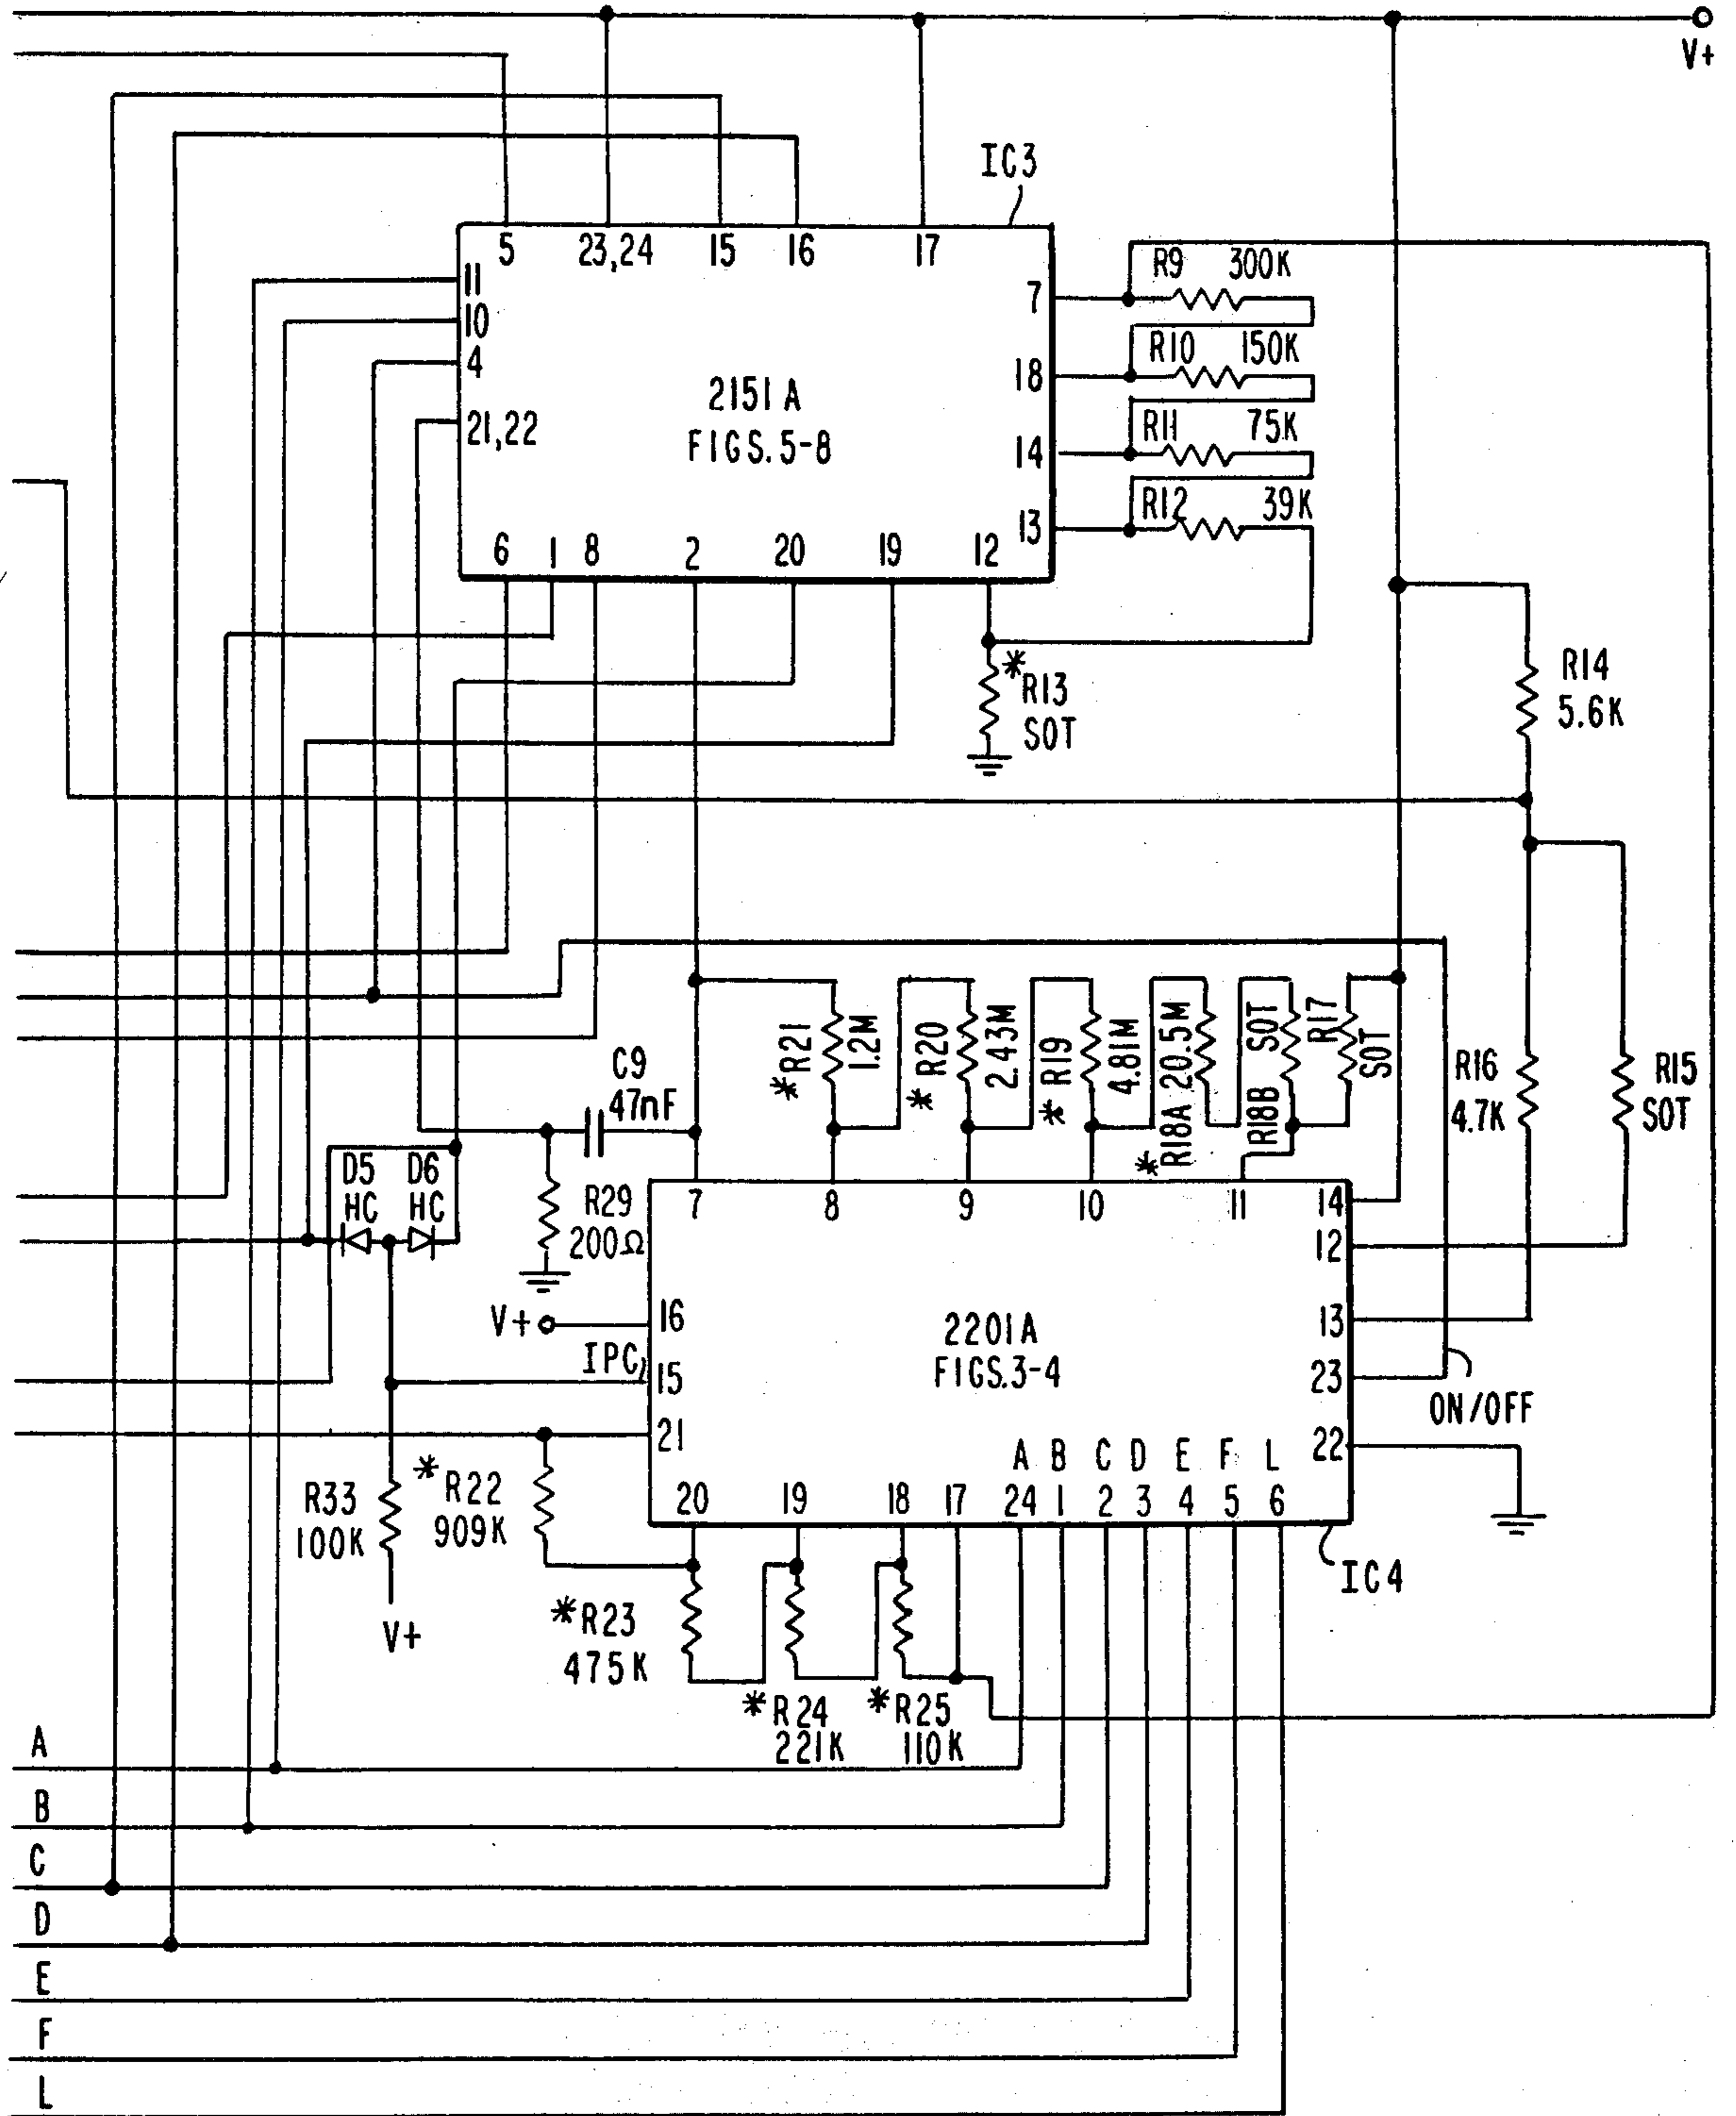 V+
IC3
5 23,24 15 16 17
11
10
4
21,22
7
18
14
13
2151A
FIGS. 5-8
6 1 8 2 20 19 12
R9 300K
R10 150K
R11 75K
R12 39K
*R13
SOT
R14
5.6K
*R21
1.2M
*R20
2.43M
*R19
4.81M
*R18A 20.5M
R18B SOT
R17
SOT
R16
4.7K
R15
SOT
C9
47nF
D5
HC
D6
HC
R29
200Ω
7 8 9 10 11 14
12
13
23
22
V+
16
IPC
15
21
2201A
FIGS.3-4
ON/OFF
A B C D E F L
20 19 18 17 24 1 2 3 4 5 6
IC4
R33
100K
V+
*R22
909K
*R23
475K
*R24
221K
*R25
110K
A
B
C
D
E
F
L